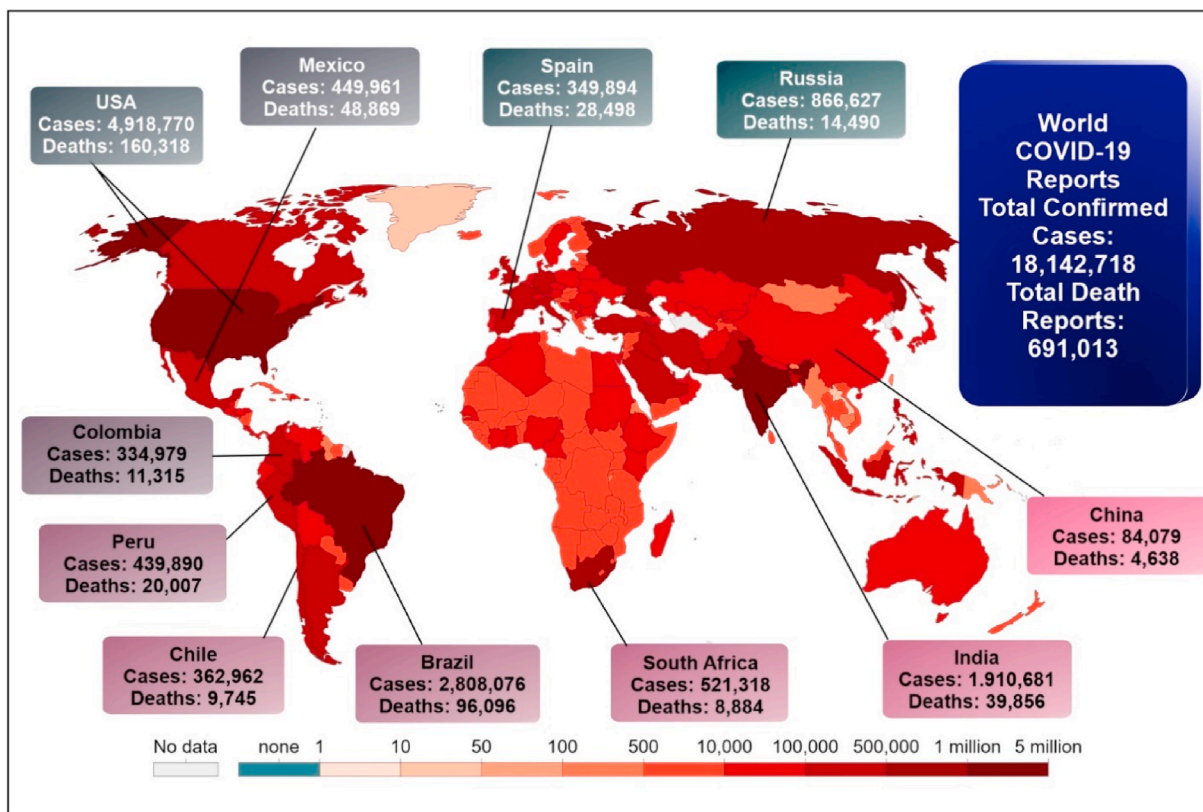 Mexico
Cases: 449,961
Deaths: 48,869
Spain
Cases: 349,894
Deaths: 28,498
Russia
Cases: 866,627
Deaths: 14,490
USA
Cases: 4,918,770
Deaths: 160,318
World
COVID-19
Reports
Total Confirmed
Cases:
18,142,718
Total Death
Reports:
691,013
Colombia
Cases: 334,979
Deaths: 11,315
Peru
Cases: 439,890
Deaths: 20,007
China
Cases: 84,079
Deaths: 4,638
Chile
Cases: 362,962
Deaths: 9,745
Brazil
Cases: 2,808,076
Deaths: 96,096
South Africa
Cases: 521,318
Deaths: 8,884
India
Cases: 1.910,681
Deaths: 39,856
No data none 1 10 50 100 500 10,000 100,000 500,000 1 million 5 million